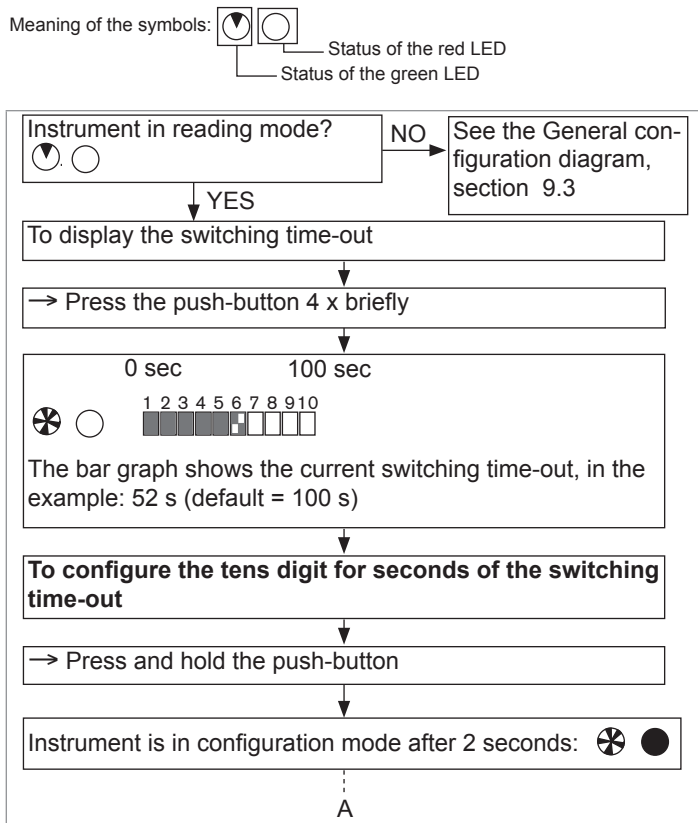 Meaning of the symbols:
Status of the red LED
Status of the green LED
Instrument in reading mode?
NO
See the General con-
figuration diagram,
section 9.3
YES
To display the switching time-out
→ Press the push-button 4 x briefly
0 sec 100 sec
1 2 3 4 5 6 7 8 9 10
The bar graph shows the current switching time-out, in the
example: 52 s (default = 100 s)
To configure the tens digit for seconds of the switching
time-out
→ Press and hold the push-button
Instrument is in configuration mode after 2 seconds:
A